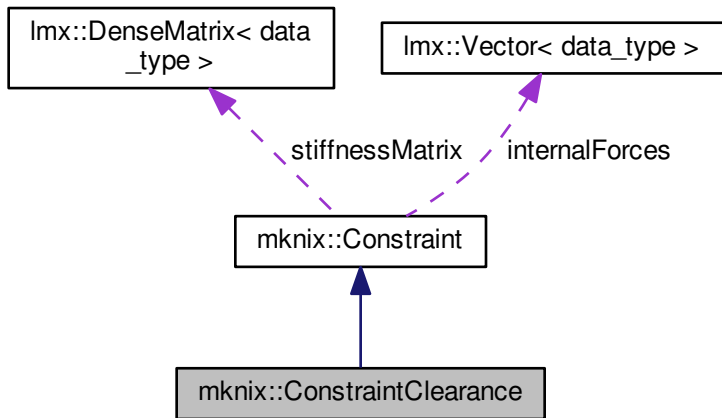 lmx::DenseMatrix< data
_type >
lmx::Vector< data_type >
stiffnessMatrix
internalForces
mknix::Constraint
mknix::ConstraintClearance